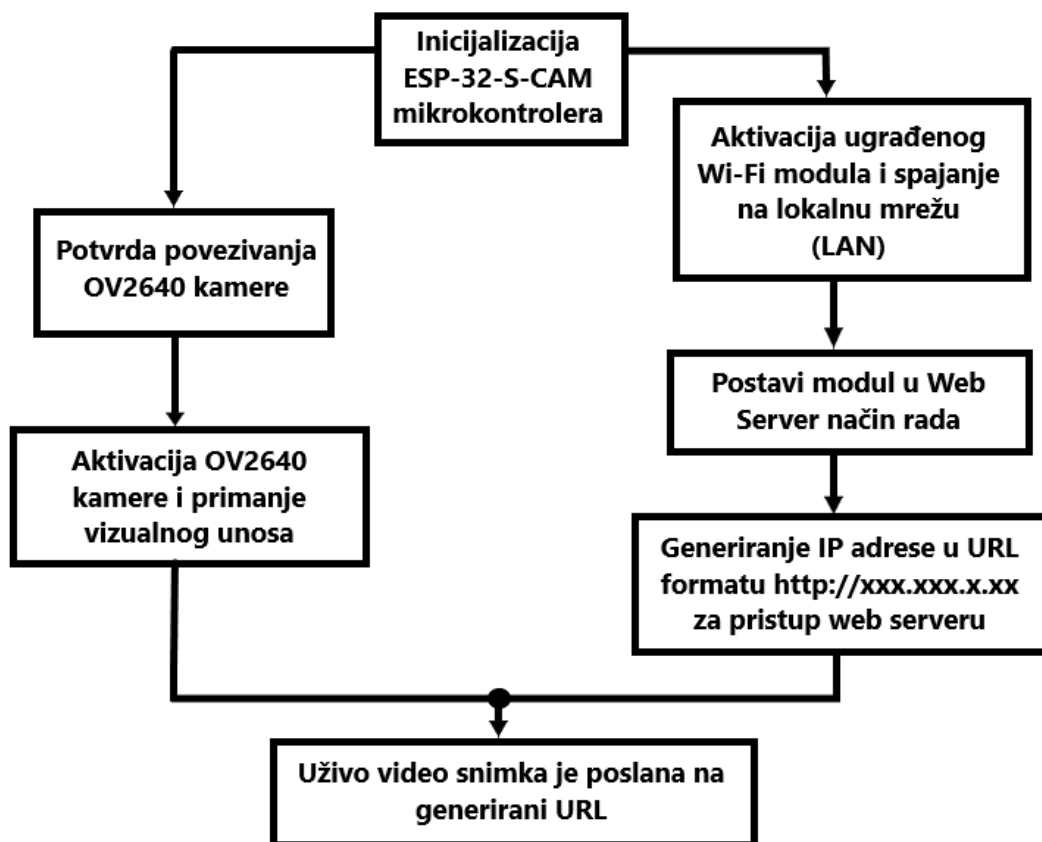 Inicijalizacija
ESP-32-S-CAM
mikrokontrolera
Potvrda povezivanja
OV2640 kamere
Aktivacija OV2640
kamere i primanje
vizualnog unosa
Aktivacija ugrađenog
Wi-Fi modula i spajanje
na lokalnu mrežu
(LAN)
Postavi modul u Web
Server način rada
Generiranje IP adrese u URL
formatu http://xxx.xxx.x.xx
za pristup web serveru
Uživo video snimka je poslana na
generirani URL